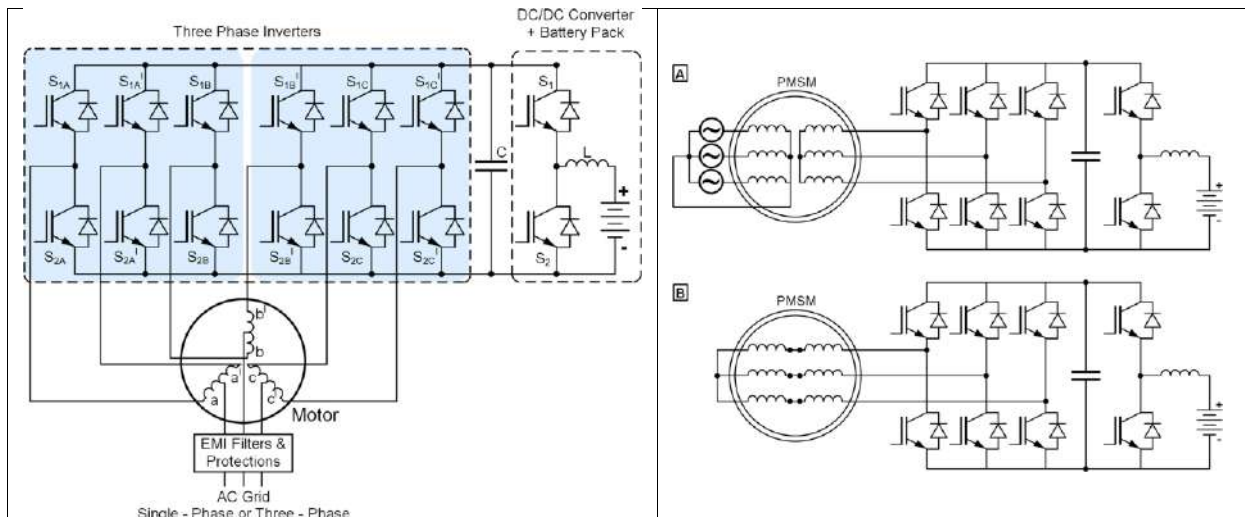 DC/DC Converter
+ Battery Pack
Three Phase Inverters
S1A S1A' S1B S1B' S1C S1C' S1
C L
+
-
S2A S2A' S2B S2B' S2C S2C' S2
b'
b
a' c
a c'
Motor
EMI Filters &
Protections
AC Grid
Single - Phase or Three - Phase
A
PMSM
+
-
B
PMSM
+
-